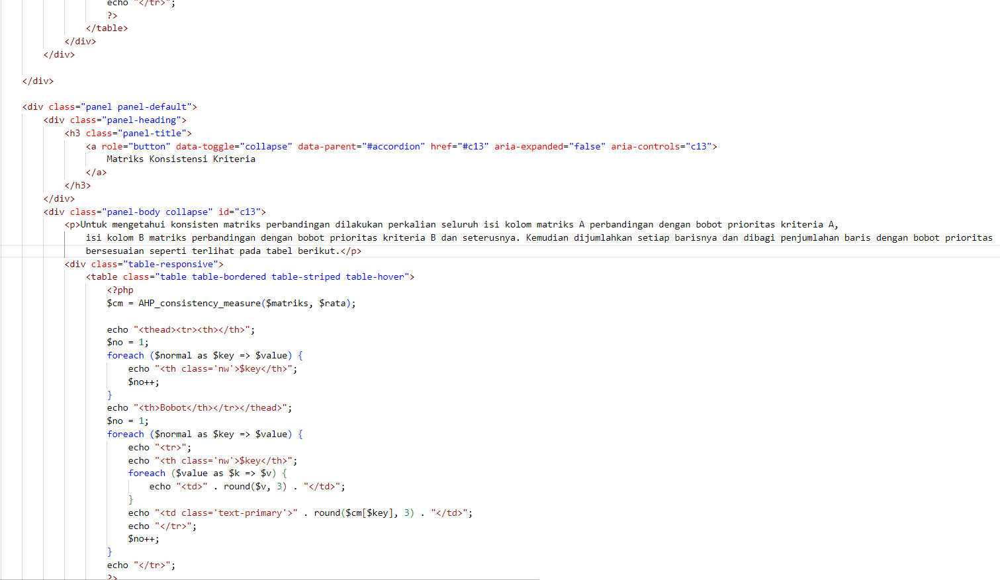 echo "</tr>";
?>
</table>
</div>
</div>
</div>
<div class="panel panel-default">
<div class="panel-heading">
<h3 class="panel-title">
<a role="button" data-toggle="collapse" data-parent="#accordion" href="#c13" aria-expanded="false" aria-controls="c13">
Matriks Konsistensi Kriteria
</a>
</h3>
</div>
<div class="panel-body collapse" id="c13">
<p>Untuk mengetahui konsisten matriks perbandingan dilakukan perkalian seluruh isi kolom matriks A perbandingan dengan bobot prioritas kriteria A,
isi kolom B matriks perbandingan dengan bobot prioritas kriteria B dan seterusnya. Kemudian dijumlahkan setiap barisnya dan dibagi penjumlahan baris dengan bobot prioritas
bersesuaian seperti terlihat pada tabel berikut.</p>
<div class="table-responsive">
<table class="table table-bordered table-striped table-hover">
<?php
$cm = AHP_consistency_measure($matriks, $rata);
echo "<thead><tr><th></th>";
$no = 1;
foreach ($normal as $key => $value) {
echo "<th class='nw'>$key</th>";
$no++;
}
echo "<th>Bobot</th></tr></thead>";
$no = 1;
foreach ($normal as $key => $value) {
echo "<tr>";
echo "<th class='nw'>$key</th>";
foreach ($value as $k => $v) {
echo "<td>" . round($v, 3) . "</td>";
}
echo "<td class='text-primary'>" . round($cm[$key], 3) . "</td>";
echo "</tr>";
$no++;
}
echo "</tr>";
?>